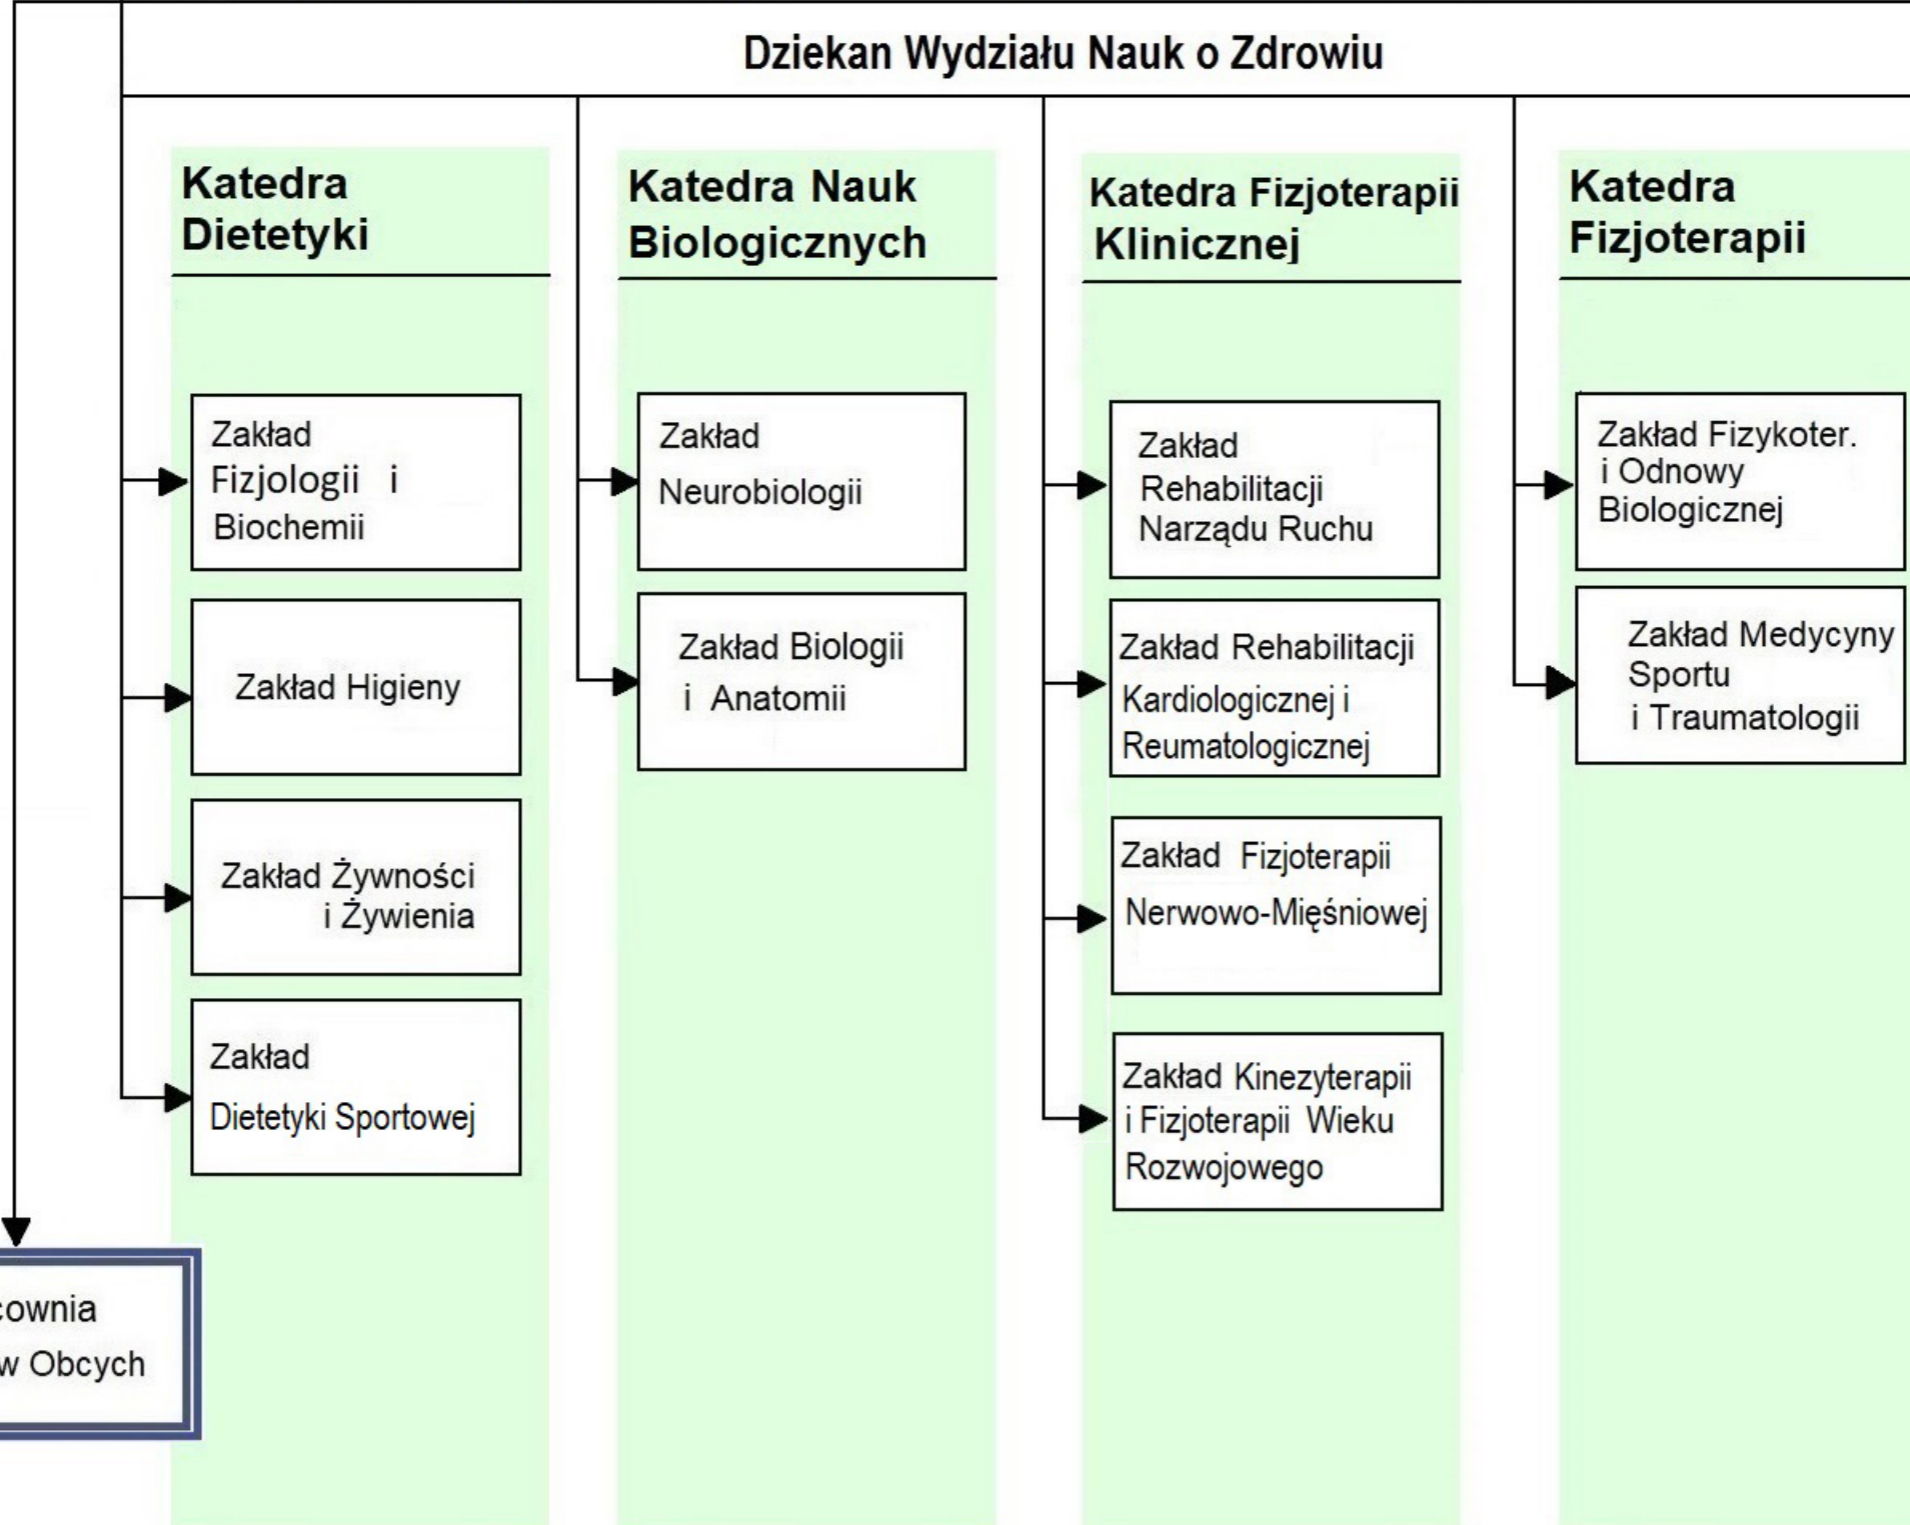 Dziekan Wydziału Nauk o Zdrowiu
Katedra
Dietetyki
Zakład
Fizjologii i
Biochemii
Zakład Higieny
Zakład Żywności
i Żywienia
Zakład
Dietetyki Sportowej
Katedra Nauk
Biologicznych
Zakład
Neurobiologii
Zakład Biologii
i Anatomii
Katedra Fizjoterapii
Klinicznej
Zakład
Rehabilitacji
Narządu Ruchu
Zakład Rehabilitacji
Kardiologicznej i
Reumatologicznej
Zakład Fizjoterapii
Nerwowo-Mięśniowej
Zakład Kinezyterapii
i Fizjoterapii Wieku
Rozwojowego
Katedra
Fizjoterapii
Zakład Fizykoter.
i Odnowy
Biologicznej
Zakład Medycyny
Sportu
i Traumatologii
Obcych